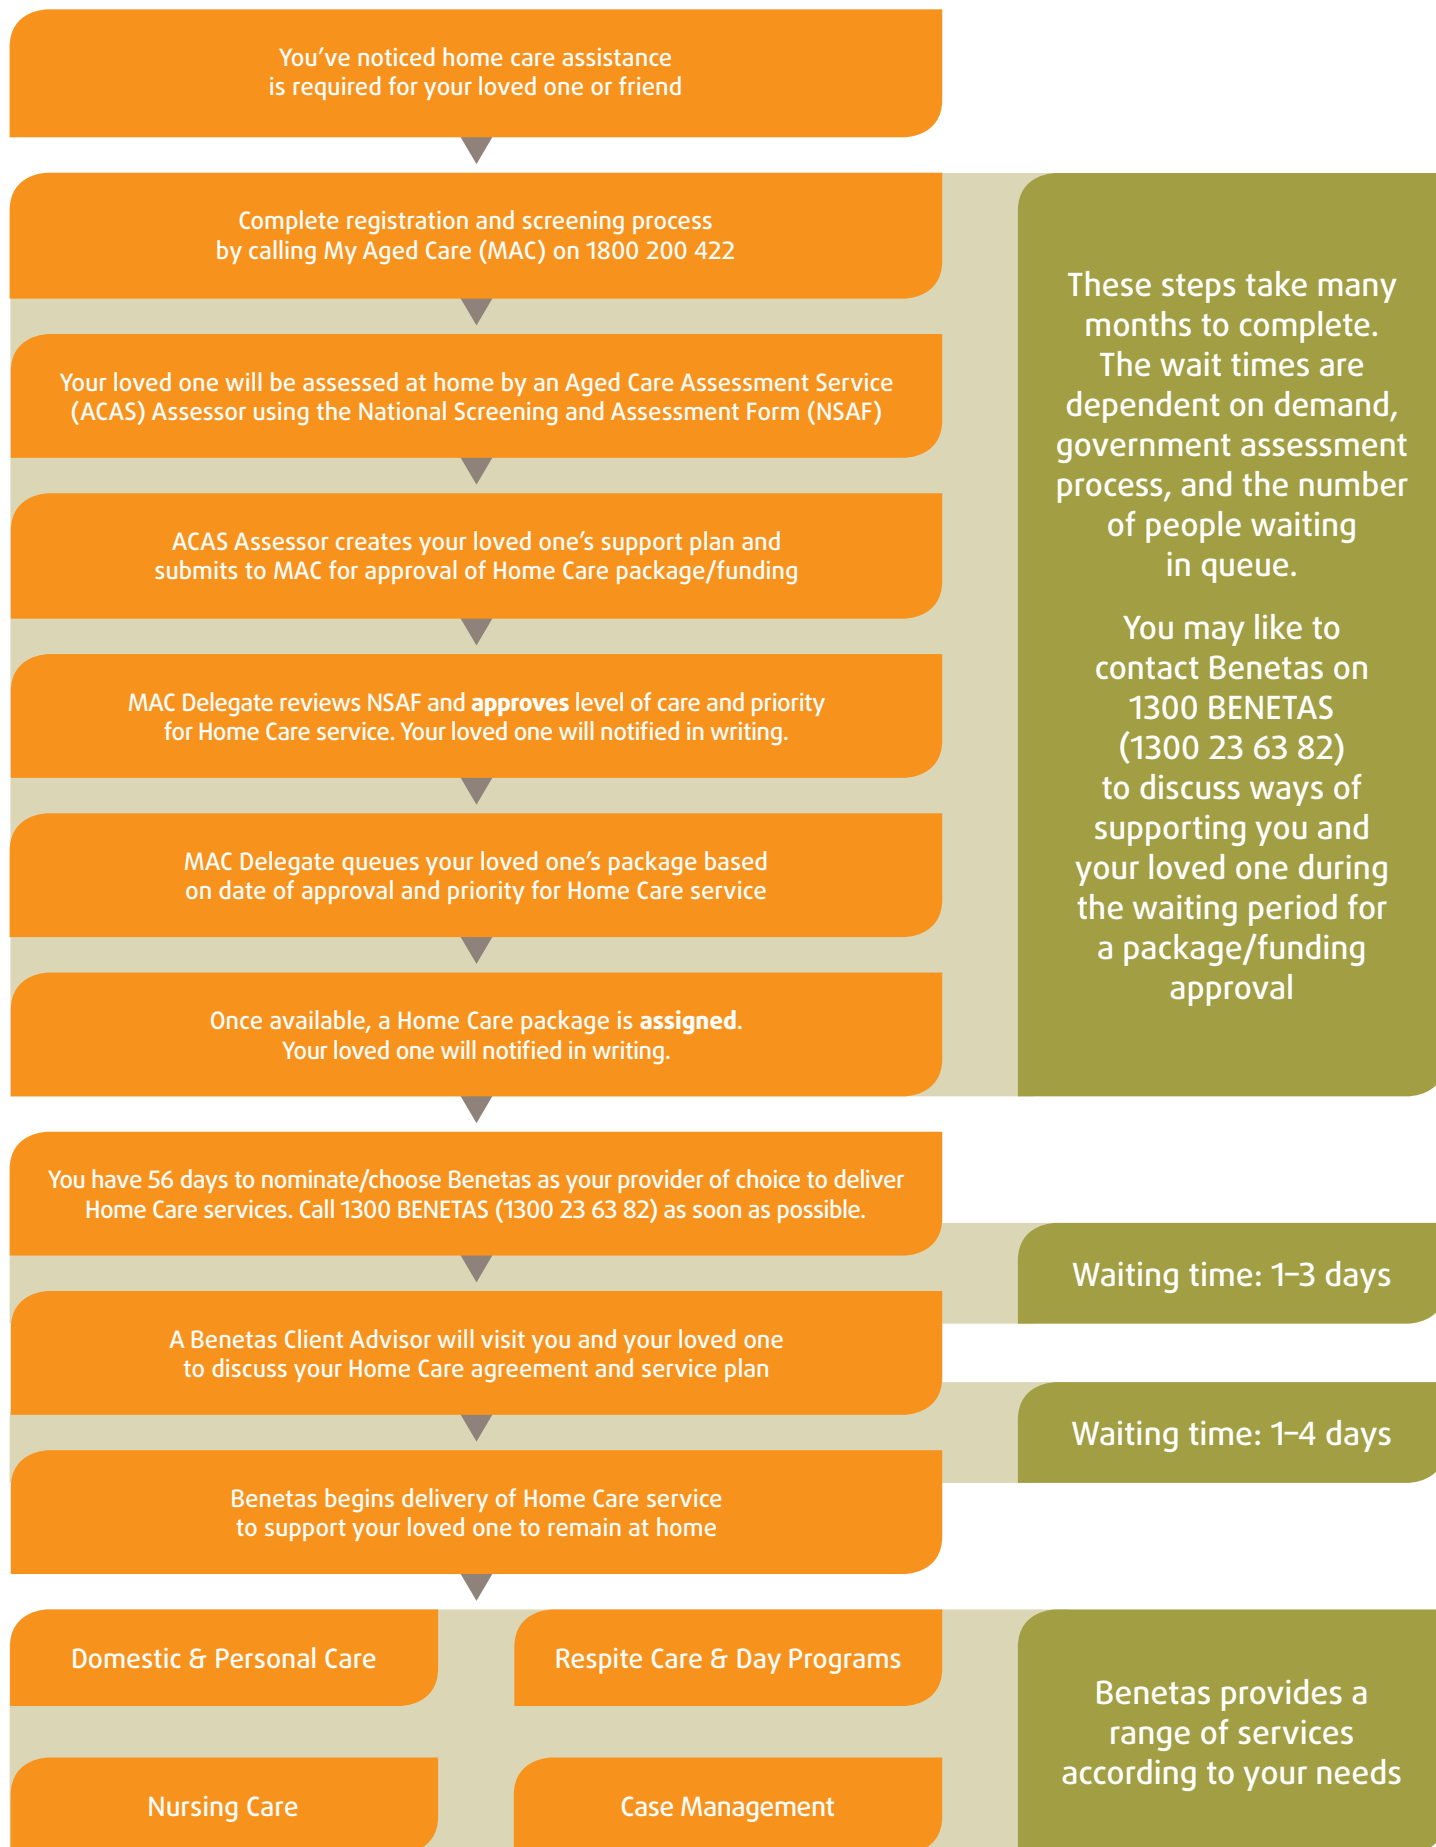 You've noticed home care assistance
is required for your loved one or friend
Complete registration and screening process
by calling My Aged Care (MAC) on 1800 200 422
Your loved one will be assessed at home by an Aged Care Assessment Service
(ACAS) Assessor using the National Screening and Assessment Form (NSAF)
ACAS Assessor creates your loved one's support plan and
submits to MAC for approval of Home Care package/funding
MAC Delegate reviews NSAF and approves level of care and priority
for Home Care service. Your loved one will notified in writing.
MAC Delegate queues your loved one's package based
on date of approval and priority for Home Care service
Once available, a Home Care package is assigned.
Your loved one will notified in writing.
These steps take many
months to complete.
The wait times are
dependent on demand,
government assessment
process, and the number
of people waiting
in queue.
You may like to
contact Benetas on
1300 BENETAS
(1300 23 63 82)
to discuss ways of
supporting you and
your loved one during
the waiting period for
a package/funding
approval
You have 56 days to nominate/choose Benetas as your provider of choice to deliver
Home Care services. Call 1300 BENETAS (1300 23 63 82) as soon as possible.
Waiting time: 1–3 days
A Benetas Client Advisor will visit you and your loved one
to discuss your Home Care agreement and service plan
Waiting time: 1–4 days
Benetas begins delivery of Home Care service
to support your loved one to remain at home
Domestic & Personal Care
Respite Care & Day Programs
Nursing Care
Case Management
Benetas provides a
range of services
according to your needs